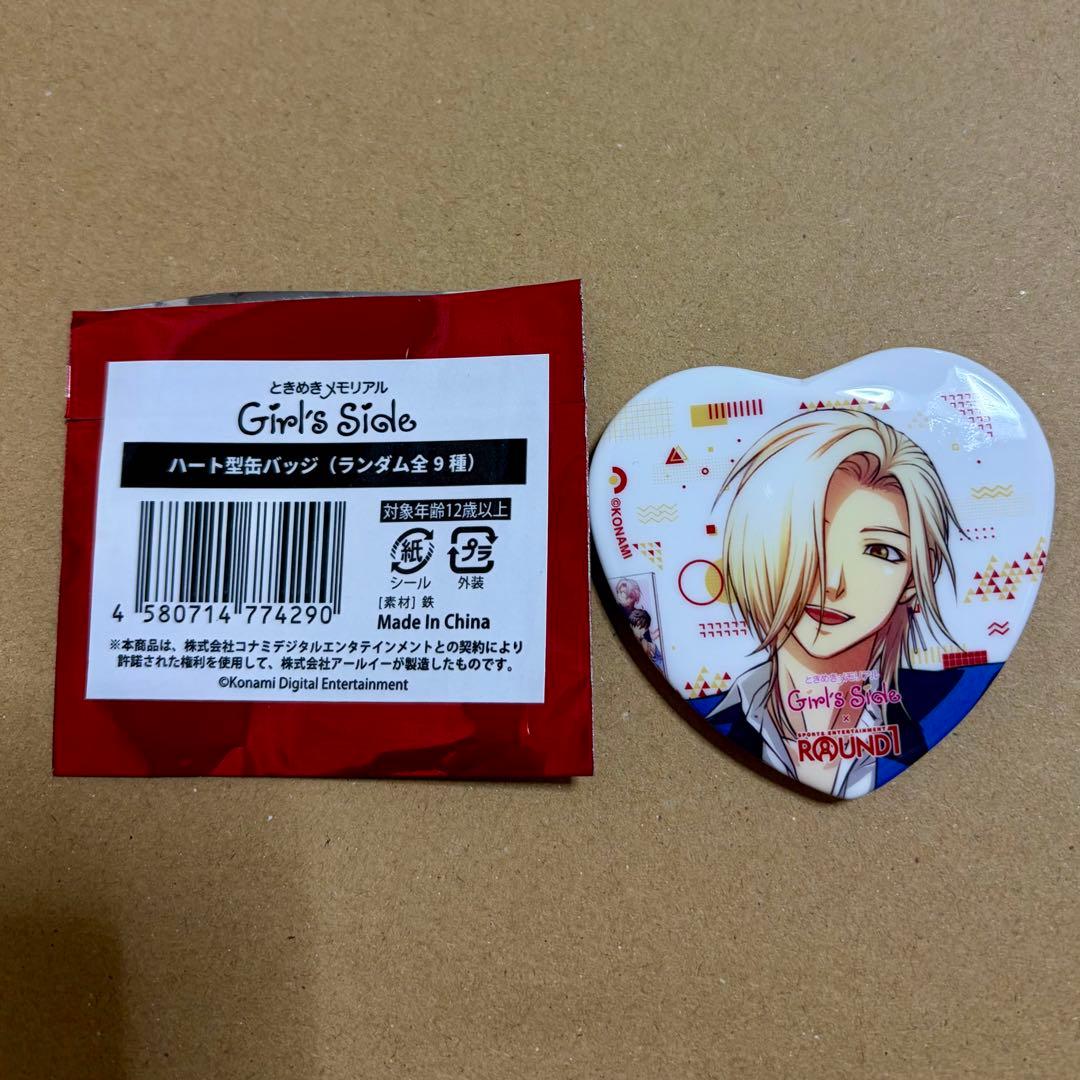 ときめきメモリアル
Girl's Side
ハート型缶バッジ（ランダム全9種）
対象年齢12歳以上
紙
プラ
シール
外装
[素材] 鉄
Made In China
4 580714 774290
※本商品は、株式会社コナミデジタルエンタテインメントとの契約により
許諾された権利を使用して、株式会社アールイーが製造したものです。
©Konami Digital Entertainment
©KONAMI
ときめきメモリアル
Girl's Side
×
SPORTS ENTERTAINMENT
ROUND1